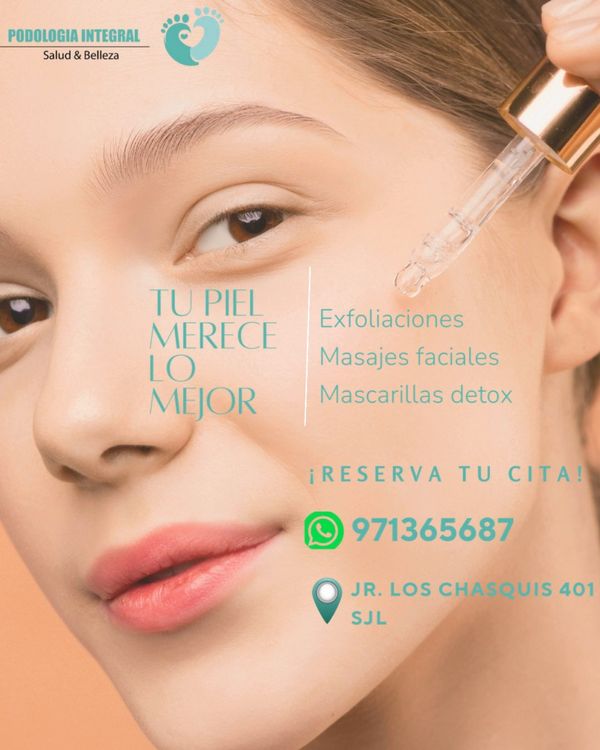 PODOLOGIA INTEGRAL
Salud & Belleza
TU PIEL
MERECE
LO
MEJOR
Exfoliaciones
Masajes faciales
Mascarillas detox
¡RESERVA TU CITA!
971365687
JR. LOS CHASQUIS 401
SJL